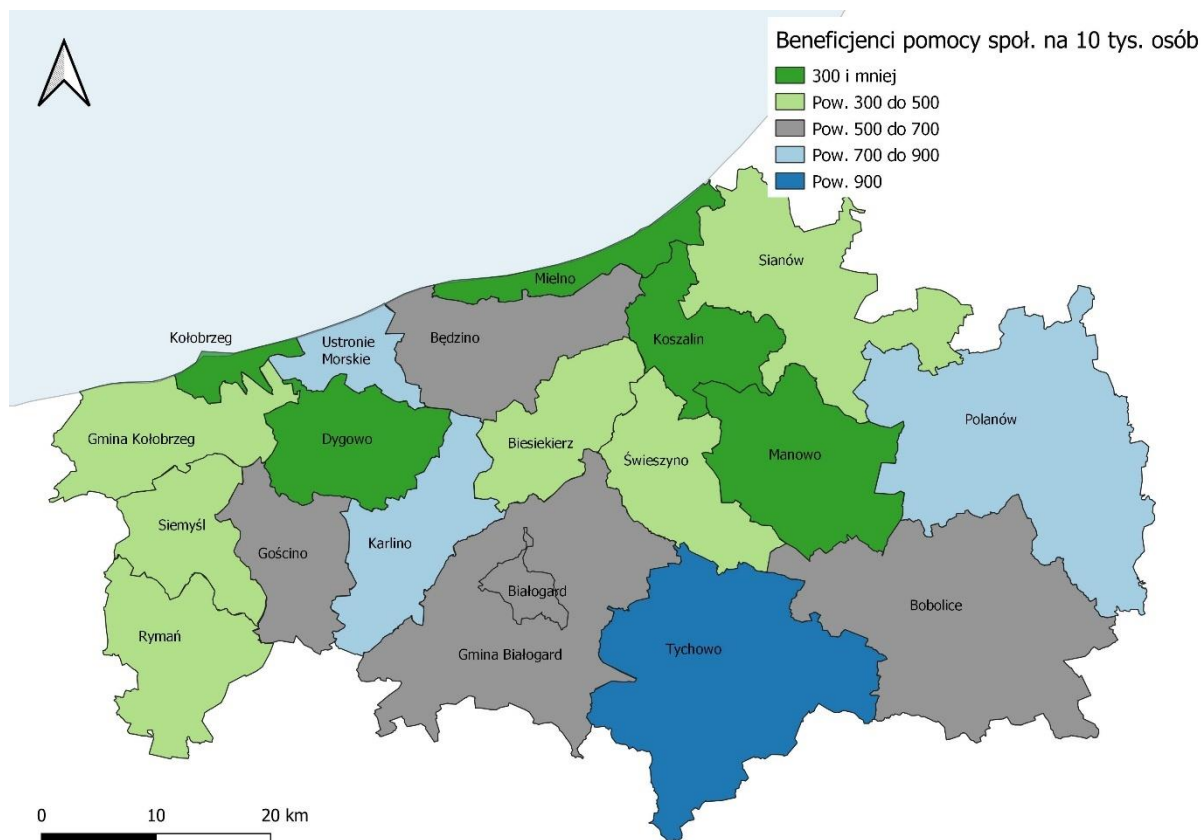 Beneficjenci pomocy społ. na 10 tys. osób
300 i mniej
Pow. 300 do 500
Pow. 500 do 700
Pow. 700 do 900
Pow. 900
Sianów
Mielno
Kołobrzeg
Ustronie
Morskie
Będzino
Koszalin
Polanów
Gmina Kołobrzeg
Dygowo
Biesiekierz
Świeszyno
Manowo
Siemyśl
Gościno
Karlino
Białogard
Bobolice
Rymań
Gmina Białogard
Tychowo
0 10 20 km